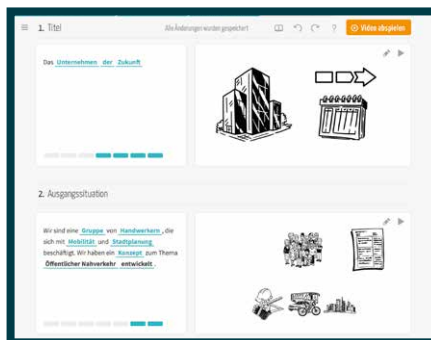 1. Titel
Alle Änderungen wurden gespeichert
?
Video abspielen
Das Unternehmen der Zukunft
2. Ausgangssituation
Wir sind eine Gruppe von Handwerkern, die
sich mit Mobilität und Stadtplanung
beschäftigt. Wir haben ein Konzept zum Thema
Öffentlicher Nahverkehr entwickelt.